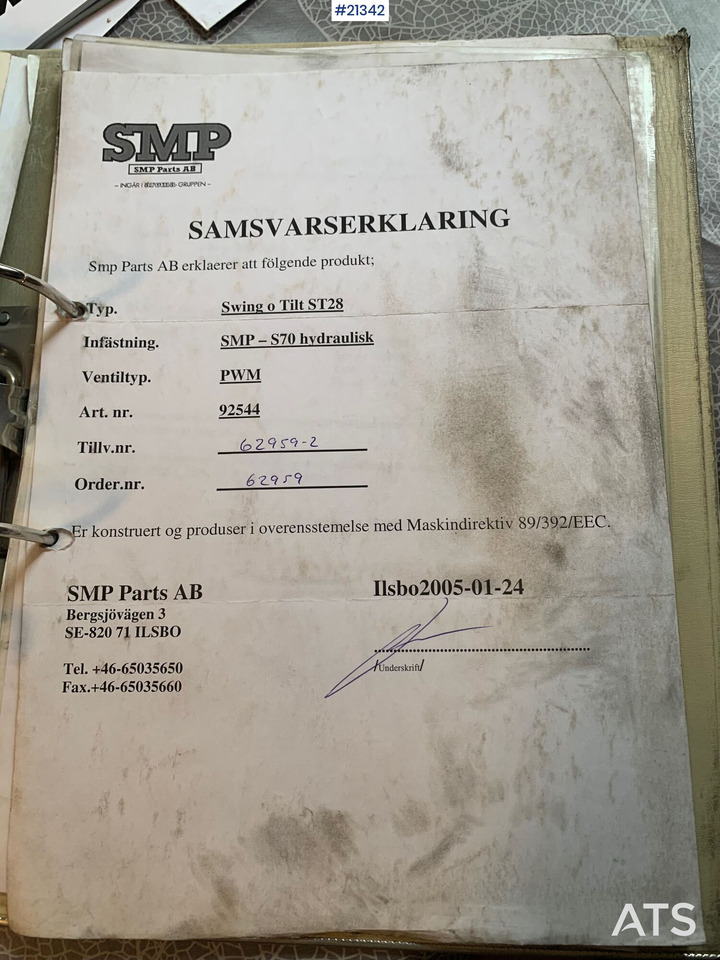 #21342
SMP
SMP Parts AB
GRUPPEN -
SAMSVARSERKLARING
Smp Parts AB erklaerer att fölgende produkt;
Typ. Swing o Tilt ST28
Infästning. SMP – S70 hydraulisk
Ventiltyp. PWM
Art. nr. 92544
Tillv.nr. 62959-2
Order.nr. 62959
Er konstruert og produser i overensstemelse med Maskindirektiv 89/392/EEC.
SMP Parts AB
Bergsjövägen 3
SE-820 71 ILSBO
Tel. +46-65035650
Fax.+46-65035660
Ilsbo2005-01-24
/Underskrift/
ATS